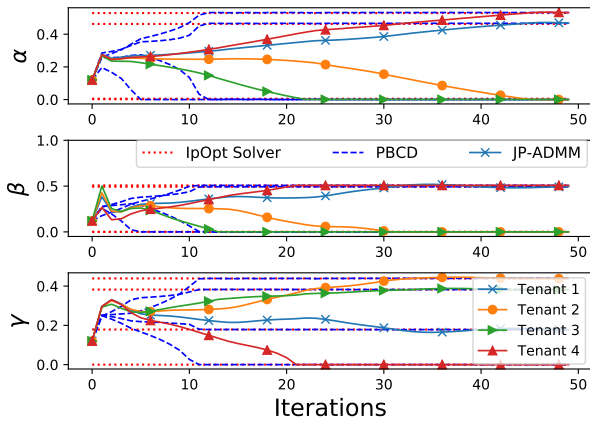 α
0.4
0.2
0.0
0 10 20 30 40 50
β
1.0
0.5
0.0
IpOpt Solver PBCD JP-ADMM
0 10 20 30 40 50
γ
0.4
0.2
0.0
Tenant 1
Tenant 2
Tenant 3
Tenant 4
0 10 20 30 40 50
Iterations